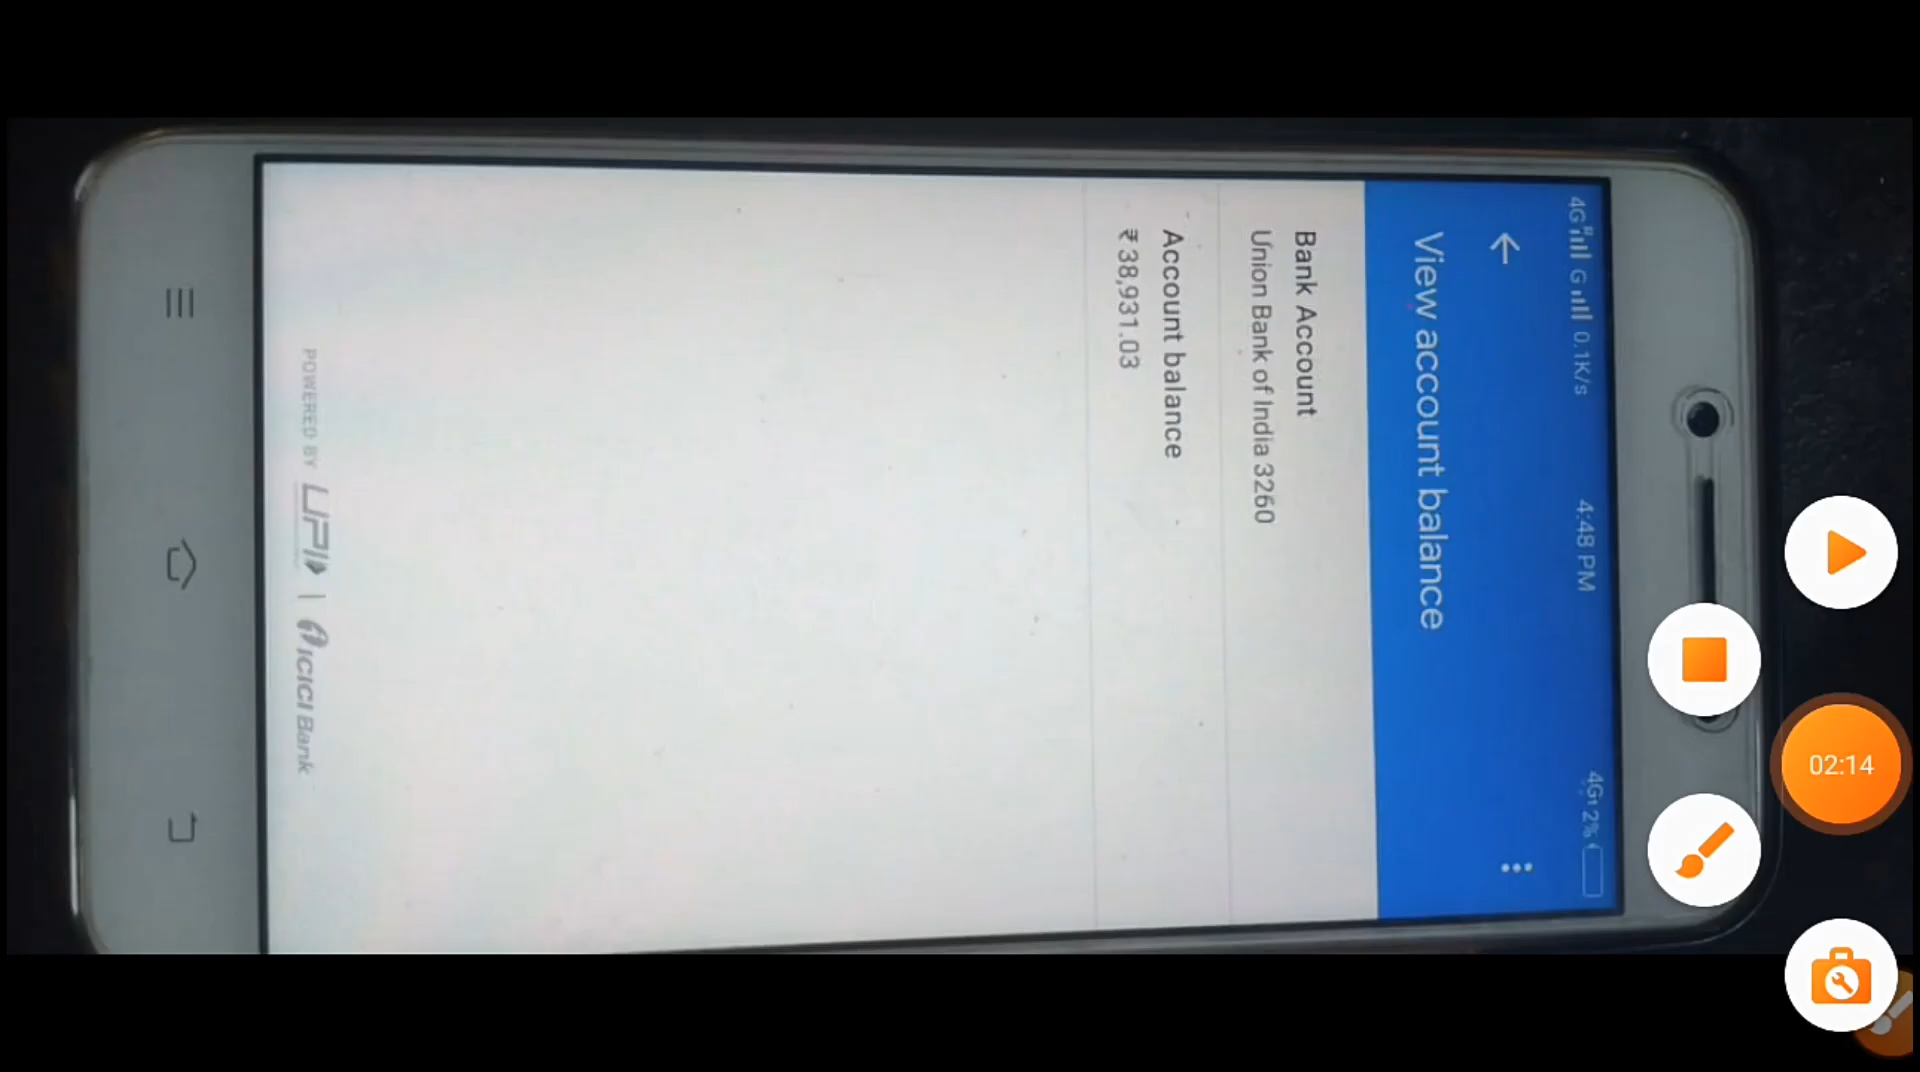 4G G 0.1K/s 4:48 PM 4G 2%
View account balance
Bank Account
Union Bank of India 3260
Account balance
₹ 38,931.03
POWERED BY UPI | ICICI Bank
02:14